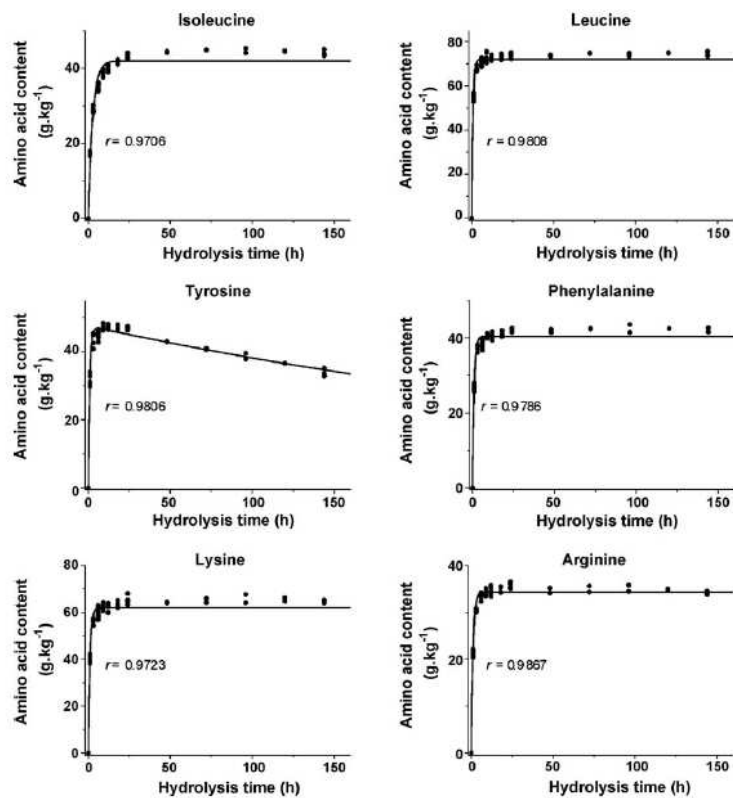 Isoleucine
Amino acid content
(g.kg⁻¹)
40
20
0
r = 0.9706
0 50 100 150
Hydrolysis time (h)
Leucine
Amino acid content
(g.kg⁻¹)
80
60
40
20
0
r = 0.9808
0 50 100 150
Hydrolysis time (h)
Tyrosine
Amino acid content
(g.kg⁻¹)
40
20
0
r = 0.9806
0 50 100 150
Hydrolysis time (h)
Phenylalanine
Amino acid content
(g.kg⁻¹)
40
20
0
r = 0.9786
0 50 100 150
Hydrolysis time (h)
Lysine
Amino acid content
(g.kg⁻¹)
80
60
40
20
0
r = 0.9723
0 50 100 150
Hydrolysis time (h)
Arginine
Amino acid content
(g.kg⁻¹)
40
20
0
r = 0.9867
0 50 100 150
Hydrolysis time (h)